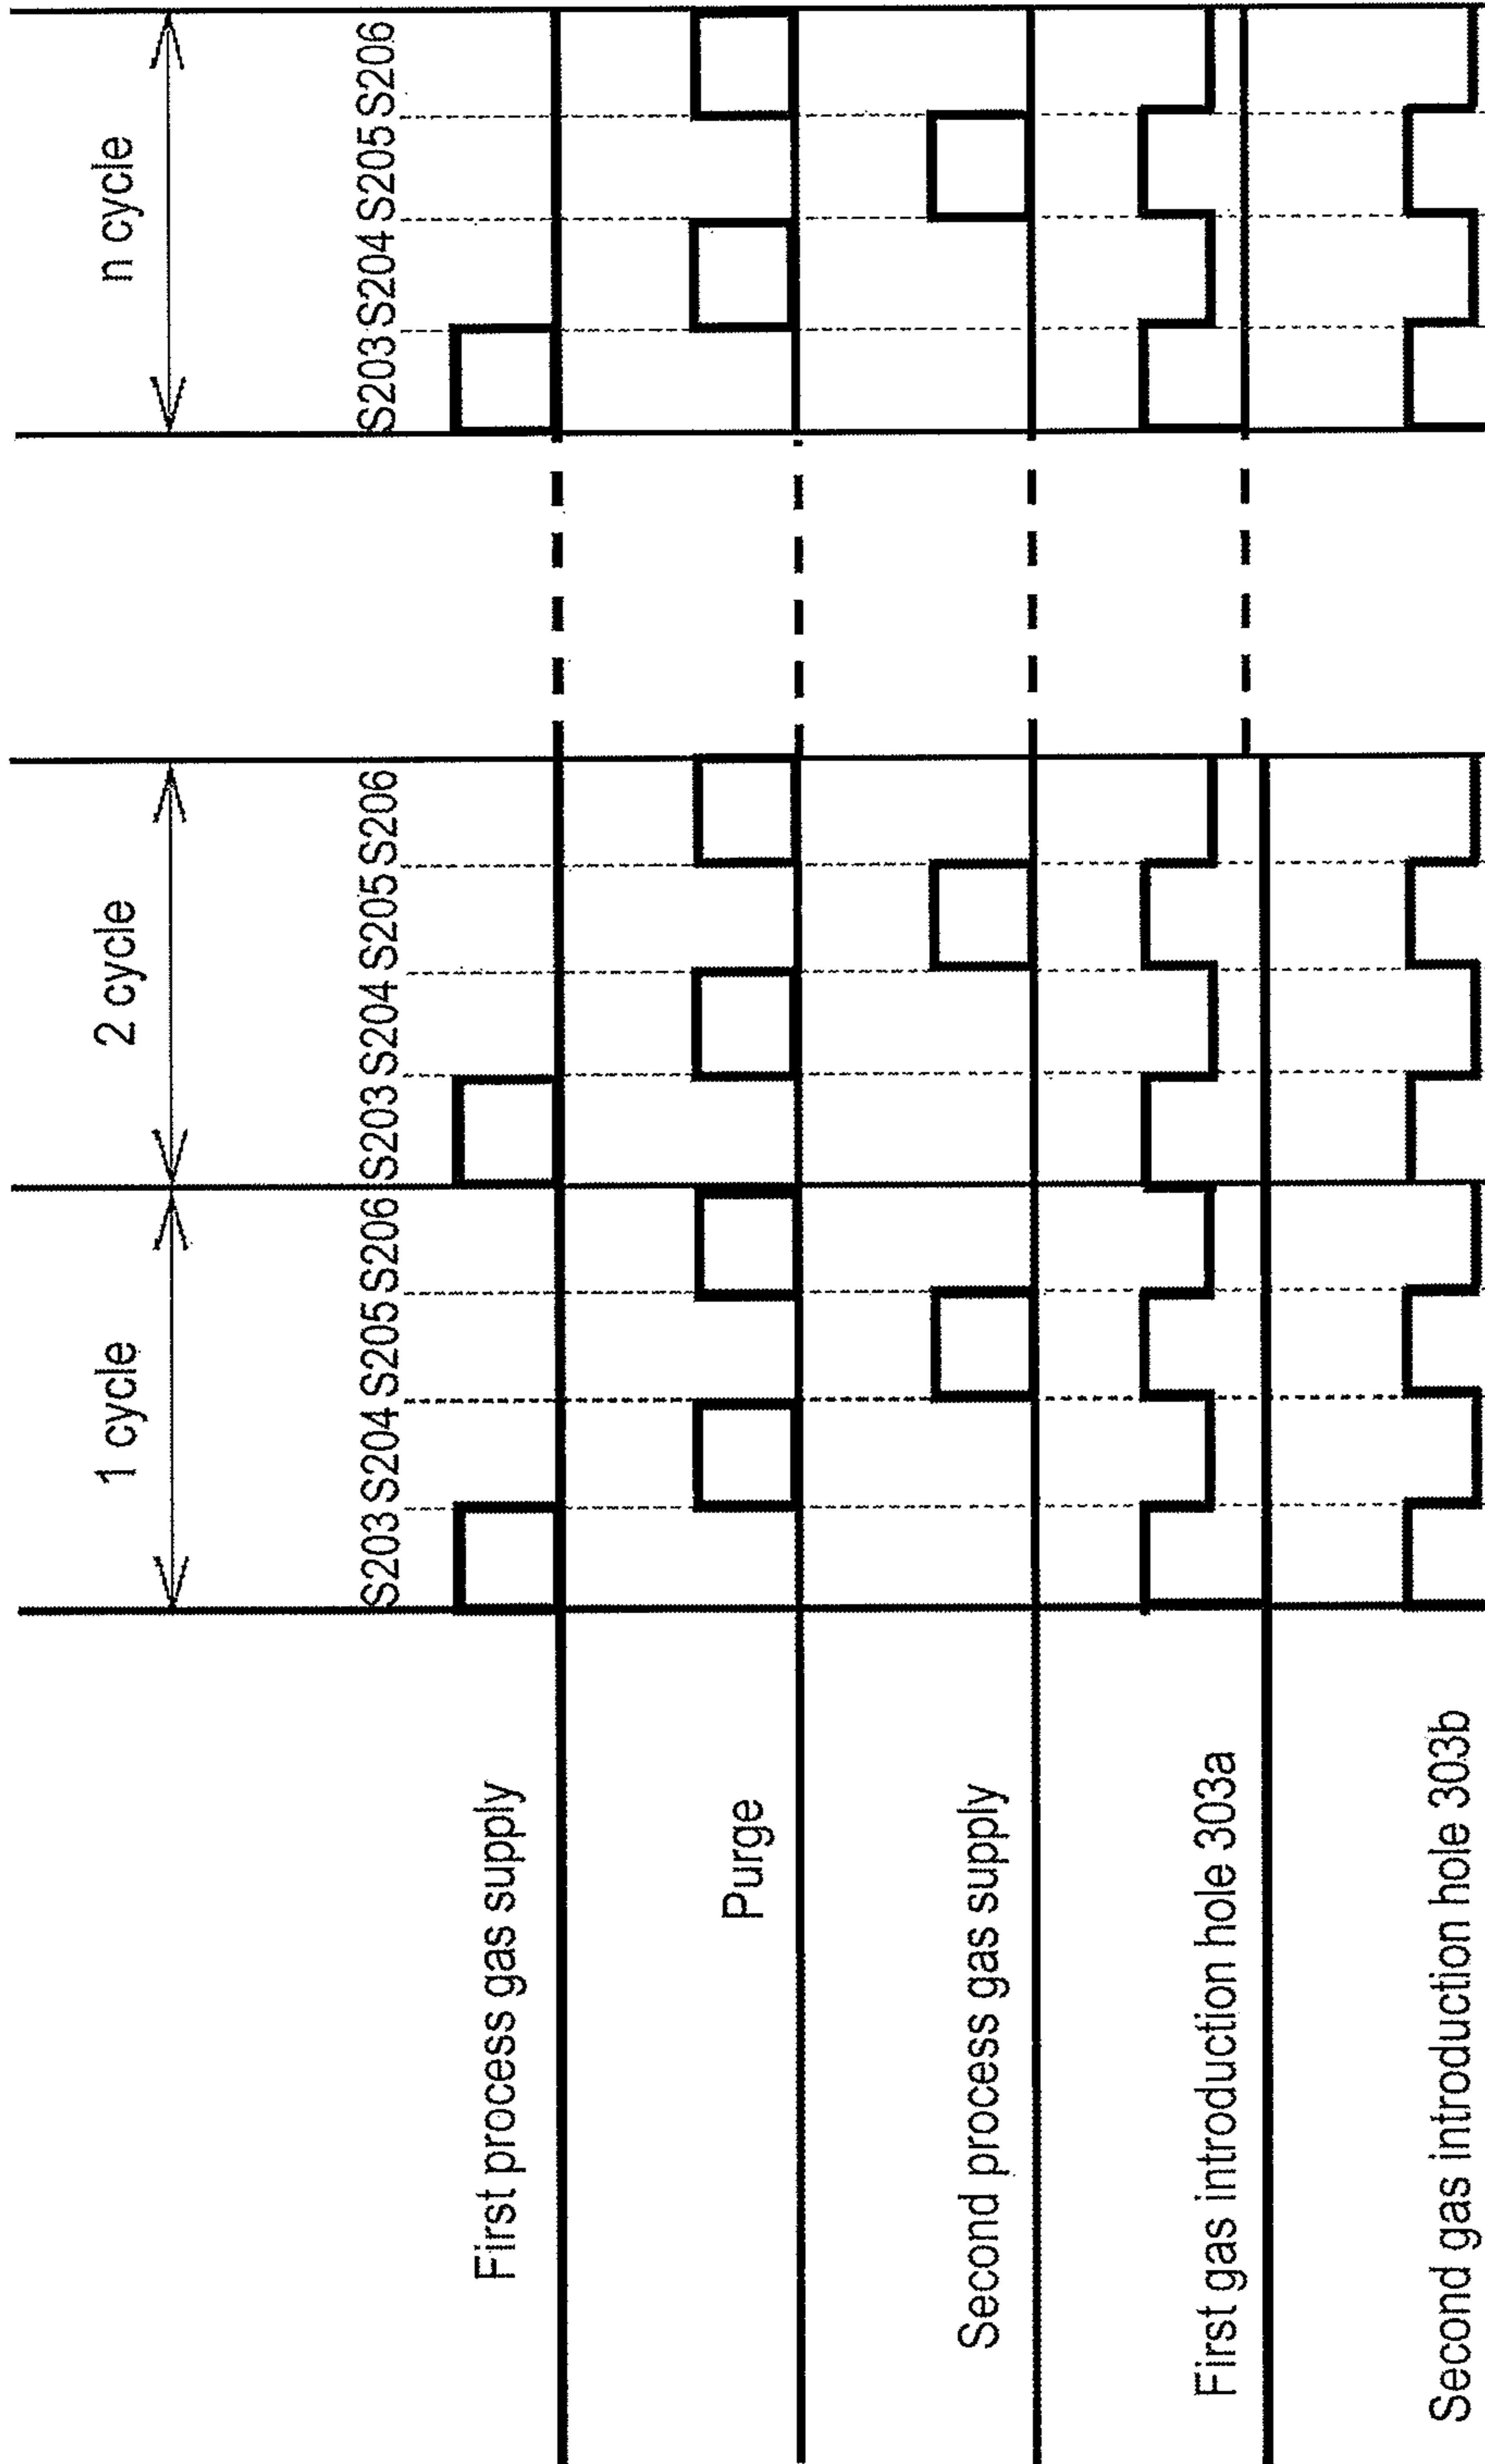 1 cycle
2 cycle
n cycle
S203 S204 S205 S206
S203 S204 S205 S206
S203 S204 S205 S206
First process gas supply
Purge
Second process gas supply
First gas introduction hole 303a
Second gas introduction hole 303b